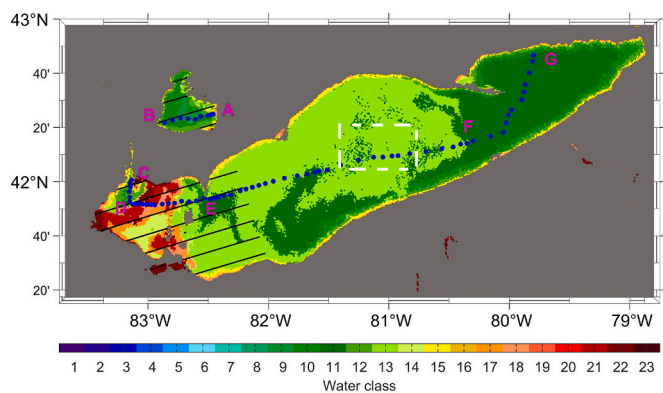 43°N
40'
20'
42°N
40'
20'
A
B
C
D
E
F
G
83°W 82°W 81°W 80°W 79°W
1 2 3 4 5 6 7 8 9 10 11 12 13 14 15 16 17 18 19 20 21 22 23
Water class